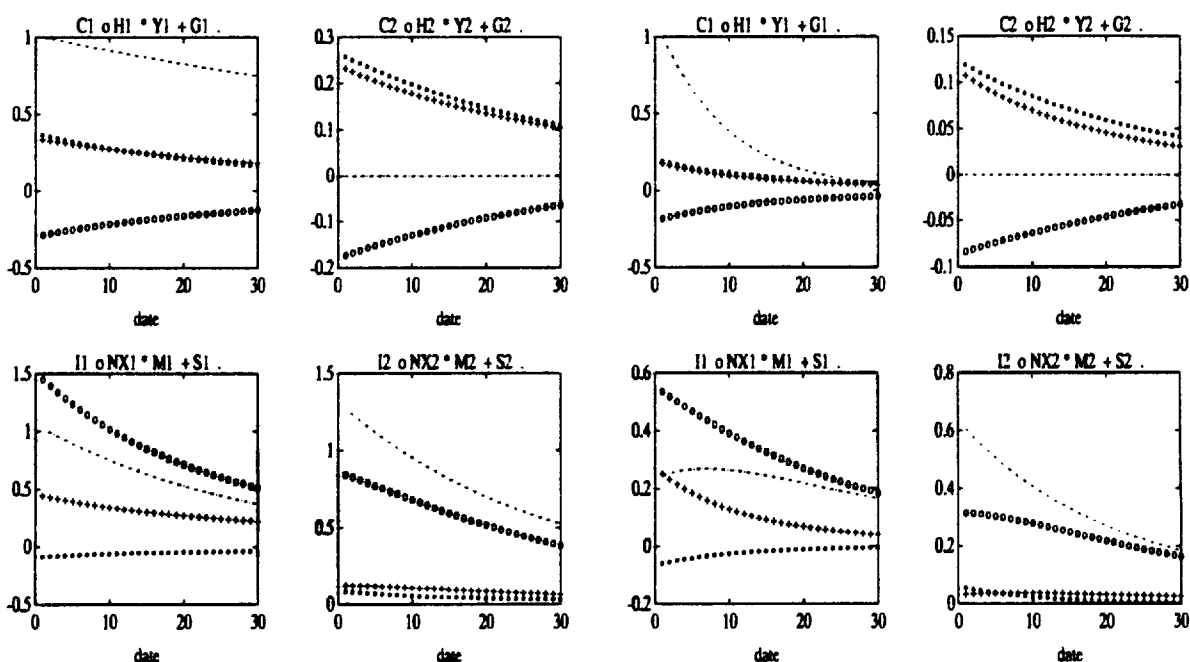 C1 o H1 * Y1 + G1 .
C2 o H2 * Y2 + G2 .
C1 o H1 * Y1 + G1 .
C2 o H2 * Y2 + G2 .
1
0.5
0
-0.5
0 10 20 30
date
0.3
0.2
0.1
0
-0.1
-0.2
0 10 20 30
date
1
0.5
0
-0.5
0 10 20 30
date
0.15
0.1
0.05
0
-0.05
-0.1
0 10 20 30
date
I1 o NX1 * M1 + S1 .
I2 o NX2 * M2 + S2 .
I1 o NX1 * M1 + S1 .
I2 o NX2 * M2 + S2 .
1.5
1
0.5
0
-0.5
0 10 20 30
date
1.5
1
0.5
0
0 10 20 30
date
0.6
0.4
0.2
0
-0.2
0 10 20 30
date
0.8
0.6
0.4
0.2
0
0 10 20 30
date